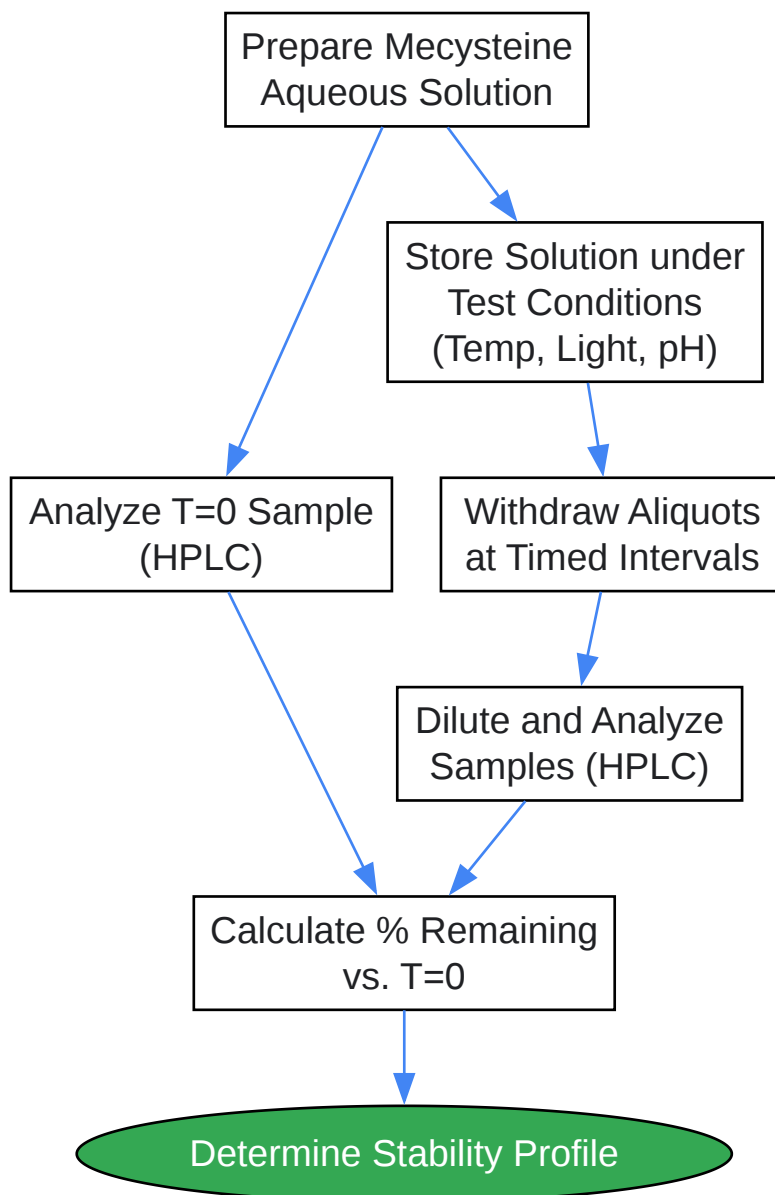 Prepare Mecysteine
Aqueous Solution
Store Solution under
Test Conditions
(Temp, Light, pH)
Analyze T=0 Sample
(HPLC)
Withdraw Aliquots
at Timed Intervals
Dilute and Analyze
Samples (HPLC)
Calculate % Remaining
vs. T=0
Determine Stability Profile